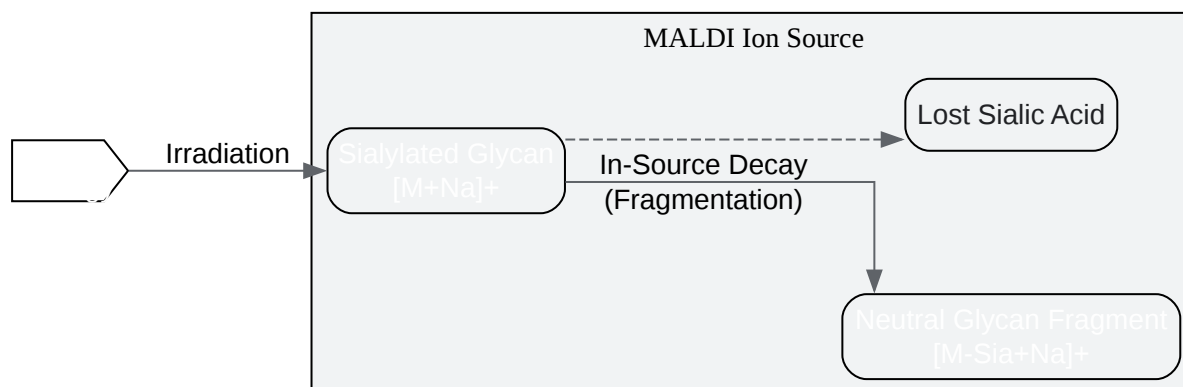 MALDI Ion Source
Irradiation
Sialylated Glycan
[M+Na]+
In-Source Decay
(Fragmentation)
Lost Sialic Acid
Neutral Glycan Fragment
[M-Sia+Na]+